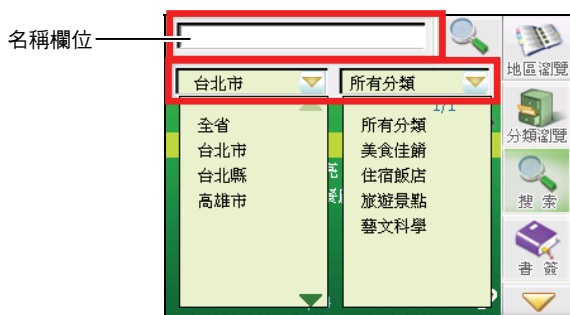 名稱欄位
地區瀏覽
台北市 所有分類
1/1
全省 所有分類
台北市 美食佳餚
台北縣 住宿飯店
高雄市 旅遊景點
藝文科學
分類瀏覽
搜索
書籤